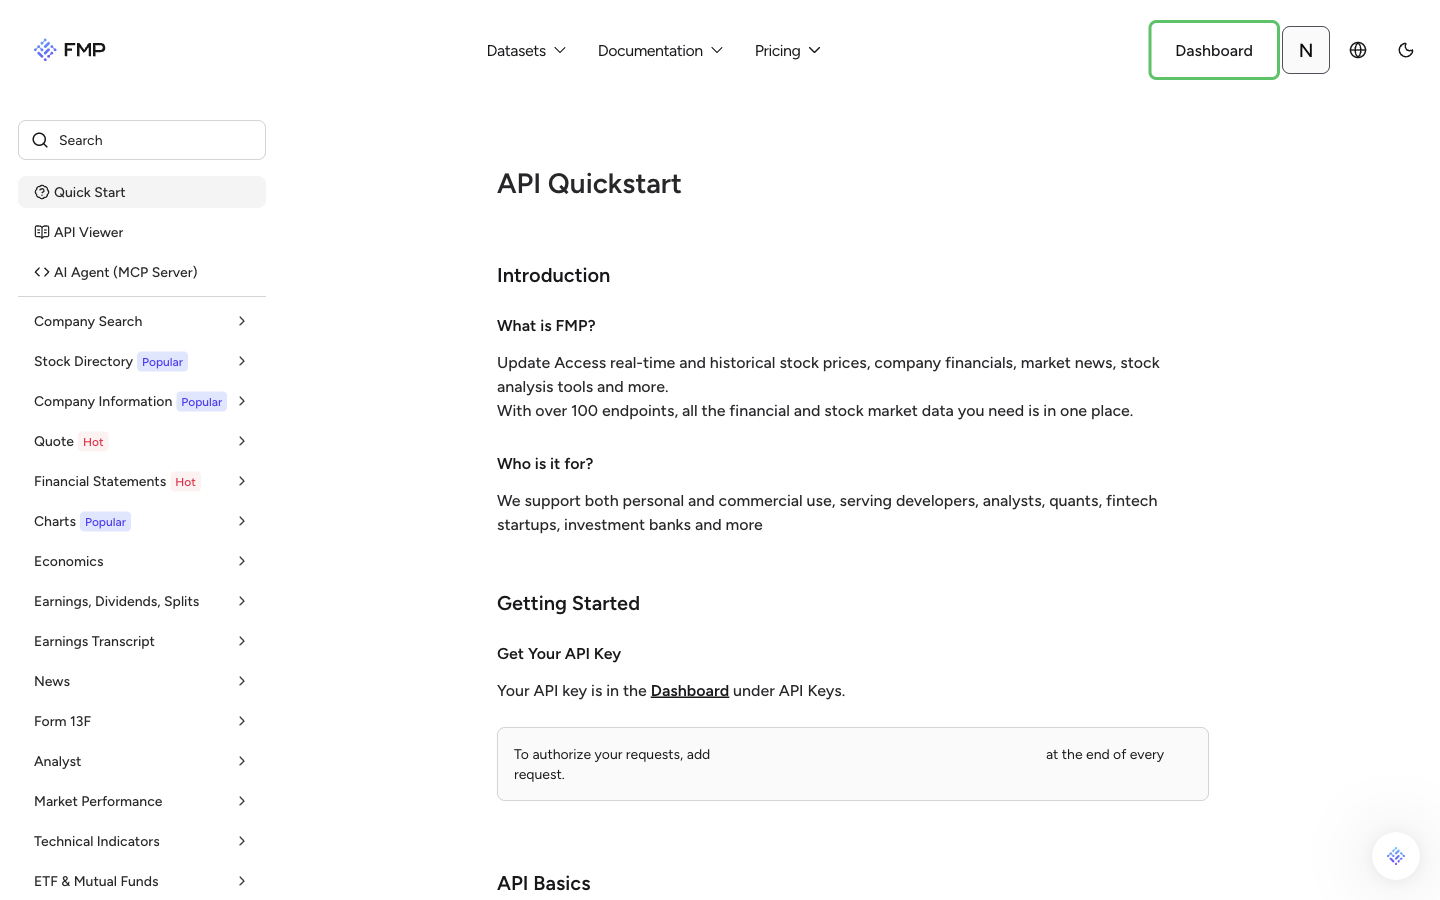 FMP
Datasets
Documentation
Pricing
Dashboard
N
Search
Quick Start
API Viewer
AI Agent (MCP Server)
Company Search
Stock Directory Popular
Company Information Popular
Quote Hot
Financial Statements Hot
Charts Popular
Economics
Earnings, Dividends, Splits
Earnings Transcript
News
Form 13F
Analyst
Market Performance
Technical Indicators
ETF & Mutual Funds
API Quickstart
Introduction
What is FMP?
Update Access real-time and historical stock prices, company financials, market news, stock
analysis tools and more.
With over 100 endpoints, all the financial and stock market data you need is in one place.
Who is it for?
We support both personal and commercial use, serving developers, analysts, quants, fintech
startups, investment banks and more
Getting Started
Get Your API Key
Your API key is in the Dashboard under API Keys.
To authorize your requests, add at the end of every
request.
API Basics